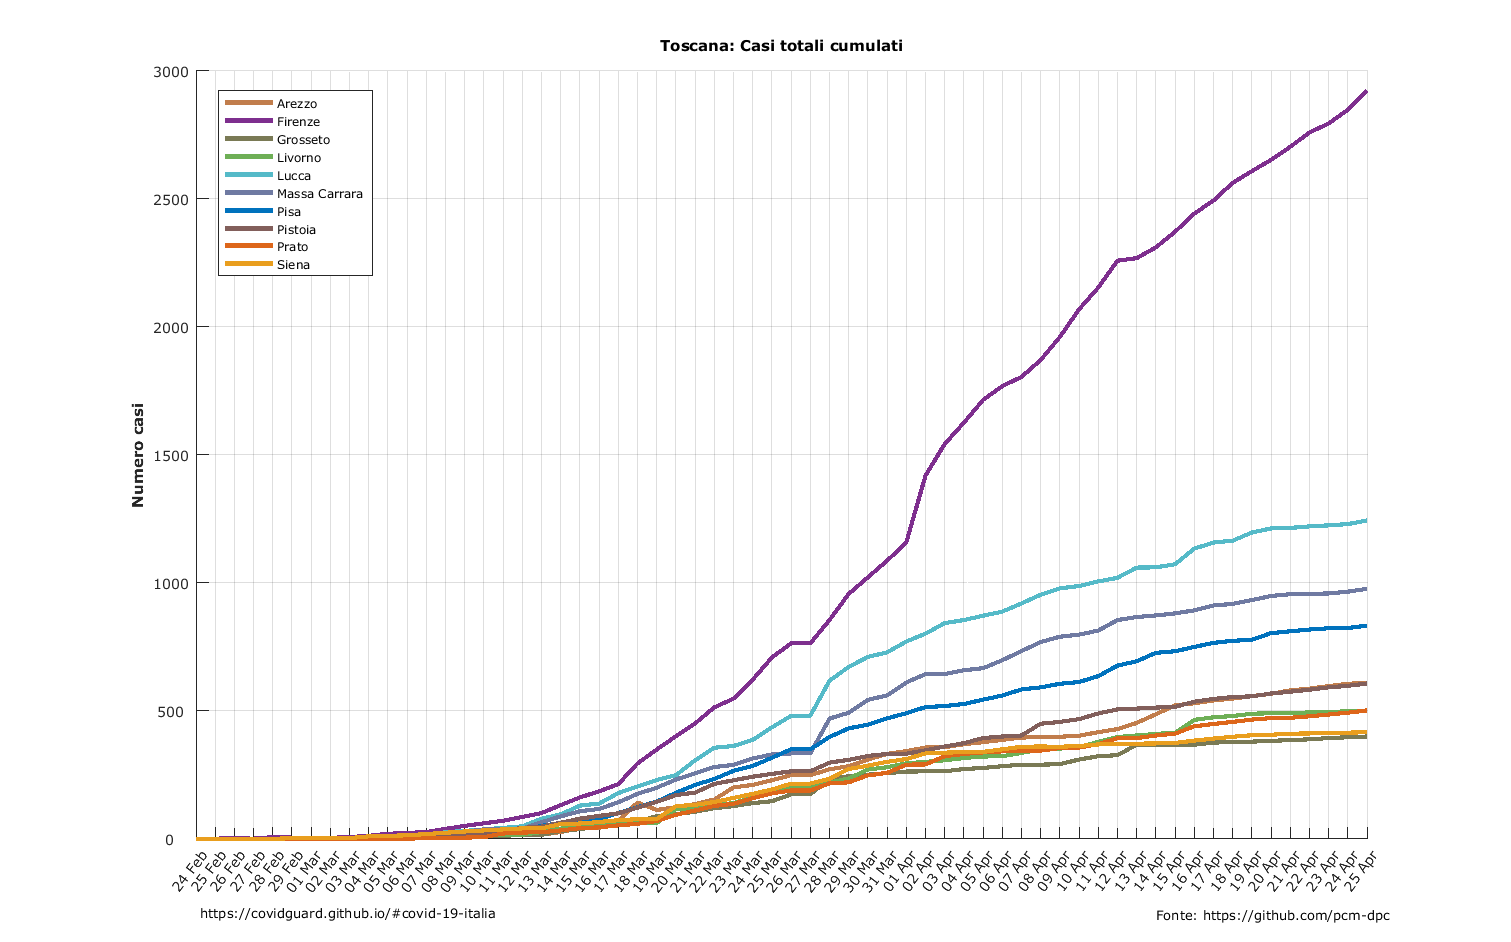 Toscana: Casi totali cumulati
3000
2500
2000
1500
1000
500
0
Numero casi
Arezzo
Firenze
Grosseto
Livorno
Lucca
Massa Carrara
Pisa
Pistoia
Prato
Siena
24 Feb
25 Feb
26 Feb
27 Feb
28 Feb
29 Feb
01 Mar
02 Mar
03 Mar
04 Mar
05 Mar
06 Mar
07 Mar
08 Mar
09 Mar
10 Mar
11 Mar
12 Mar
13 Mar
14 Mar
15 Mar
16 Mar
17 Mar
18 Mar
19 Mar
20 Mar
21 Mar
22 Mar
23 Mar
24 Mar
25 Mar
26 Mar
27 Mar
28 Mar
29 Mar
30 Mar
31 Mar
01 Apr
02 Apr
03 Apr
04 Apr
05 Apr
06 Apr
07 Apr
08 Apr
09 Apr
10 Apr
11 Apr
12 Apr
13 Apr
14 Apr
15 Apr
16 Apr
17 Apr
18 Apr
19 Apr
20 Apr
21 Apr
22 Apr
23 Apr
24 Apr
25 Apr
https://covidguard.github.io/#covid-19-italia
Fonte: https://github.com/pcm-dpc